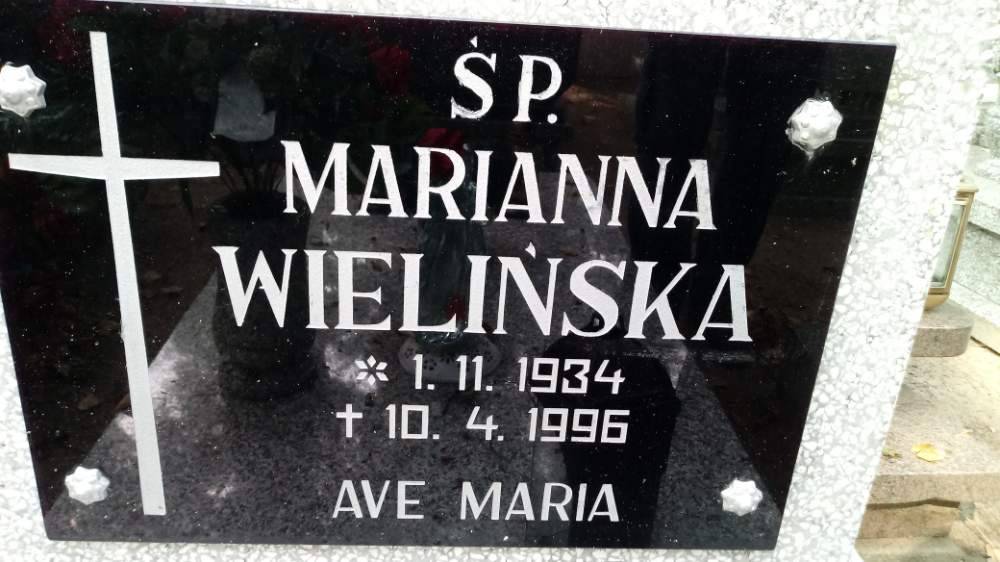 ŚP.
MARIANNA
WIELIŃSKA
* 1. 11. 1934
† 10. 4. 1996
AVE MARIA